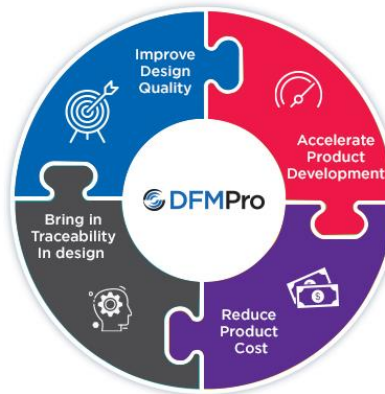 Improve
Design
Quality
Accelerate
Product
Development
DFMPro
Bring in
Traceability
In design
Reduce
Product
Cost
$